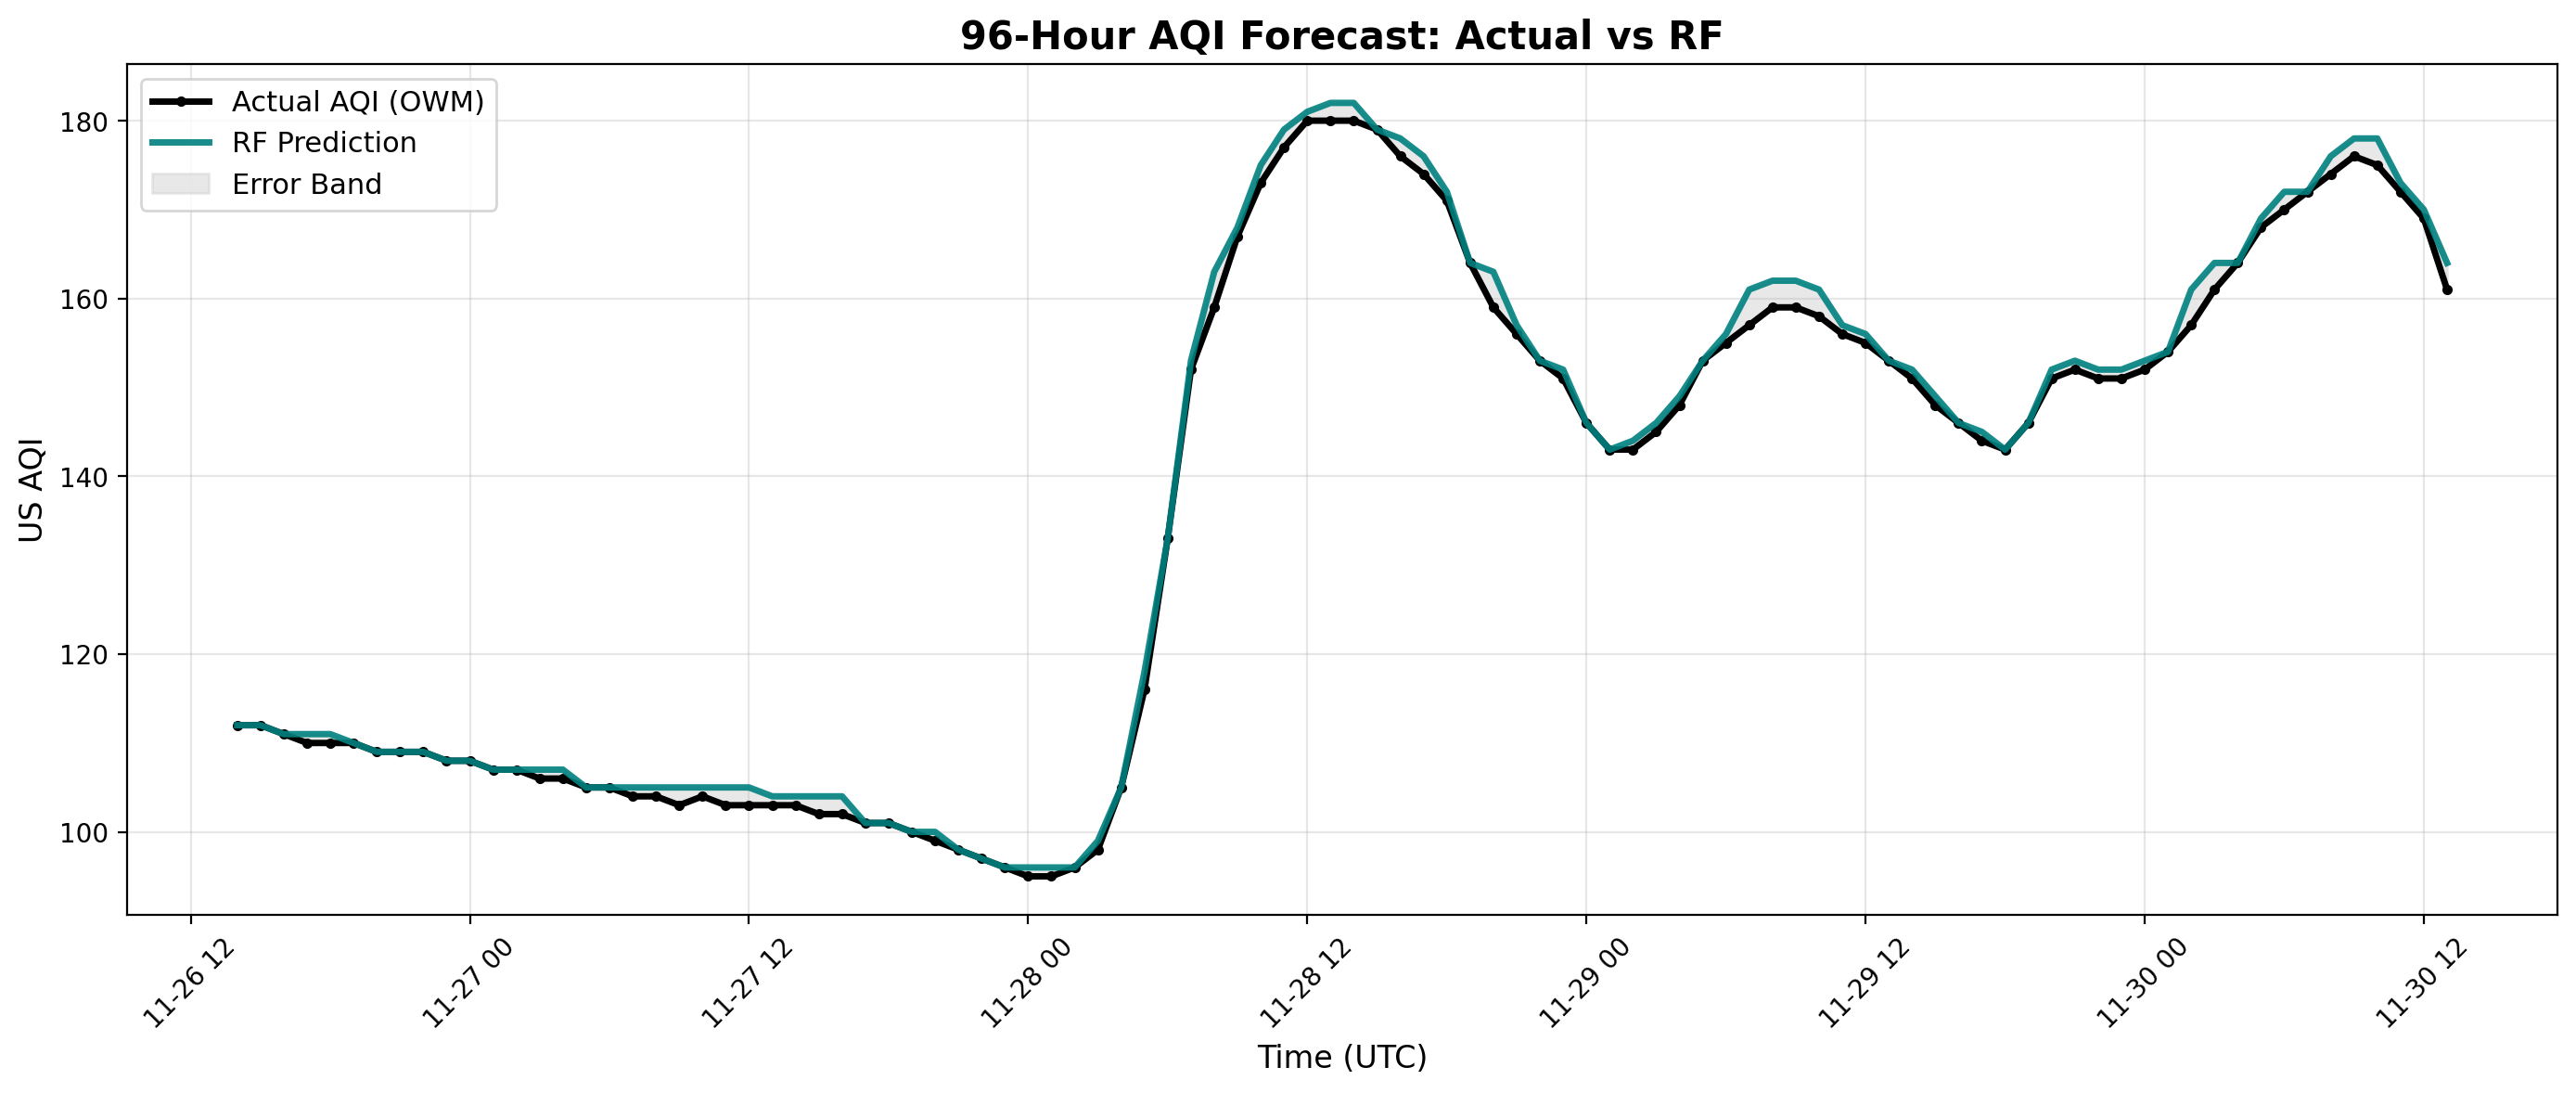 96-Hour AQI Forecast: Actual vs RF
Actual AQI (OWM)
RF Prediction
Error Band
US AQI
180
160
140
120
100
11-26 12
11-27 00
11-27 12
11-28 00
11-28 12
11-29 00
11-29 12
11-30 00
11-30 12
Time (UTC)